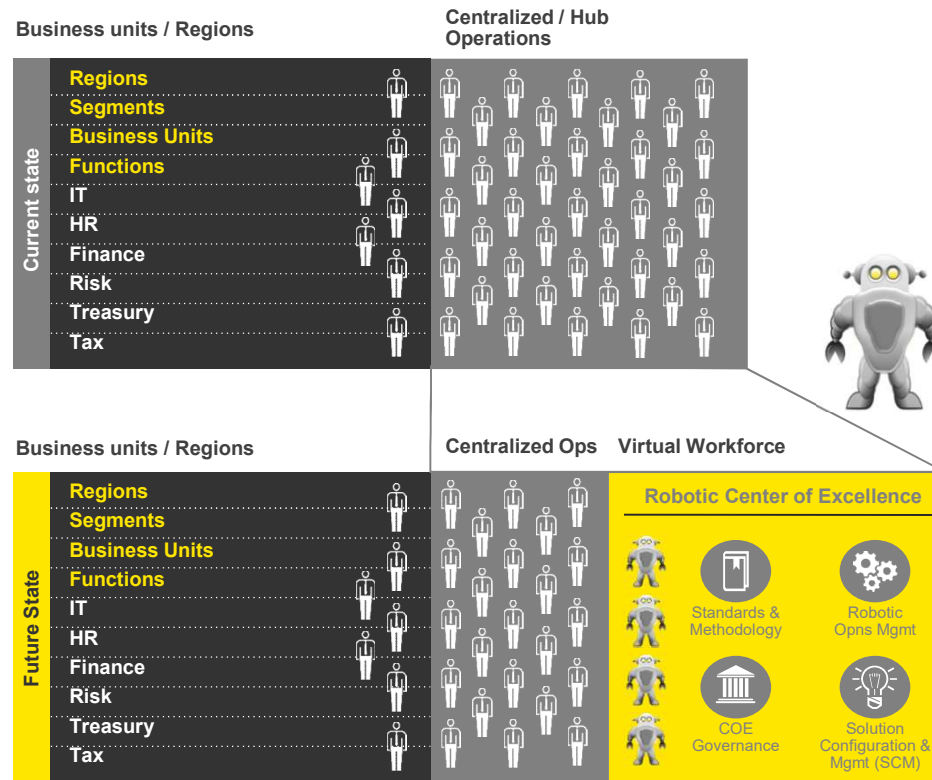 Business units / Regions
Centralized / Hub
Operations
Current state
Regions
Segments
Business Units
Functions
IT
HR
Finance
Risk
Treasury
Tax
Business units / Regions
Centralized Ops
Virtual Workforce
Future State
Regions
Segments
Business Units
Functions
IT
HR
Finance
Risk
Treasury
Tax
Robotic Center of Excellence
Standards &
Methodology
Robotic
Opns Mgmt
COE
Governance
Solution
Configuration &
Mgmt (SCM)